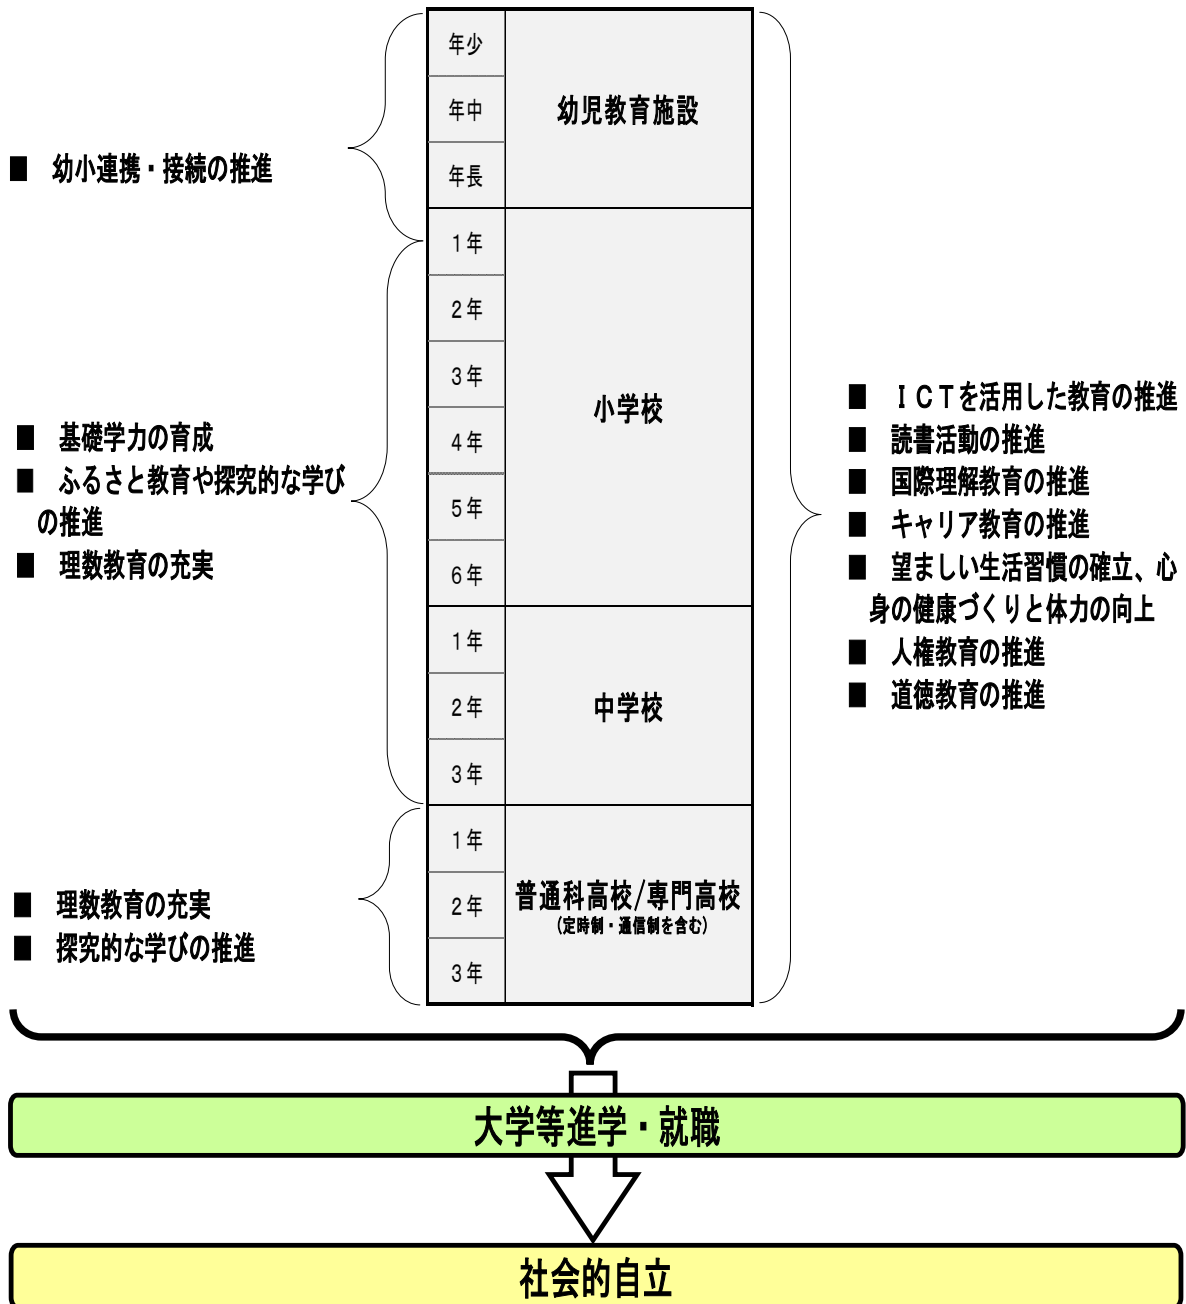 ■　幼小連携・接続の推進
■　基礎学力の育成
■　ふるさと教育や探究的な学び
の推進
■　理数教育の充実
■　理数教育の充実
■　探究的な学びの推進
年少
年中
年長
幼児教育施設
１年
２年
３年
４年
５年
６年
小学校
１年
２年
３年
中学校
１年
２年
３年
普通科高校/専門高校
(定時制・通信制を含む)
■　ＩＣＴを活用した教育の推進
■　読書活動の推進
■　国際理解教育の推進
■　キャリア教育の推進
■　望ましい生活習慣の確立、心
身の健康づくりと体力の向上
■　人権教育の推進
■　道徳教育の推進
大学等進学・就職
社会的自立